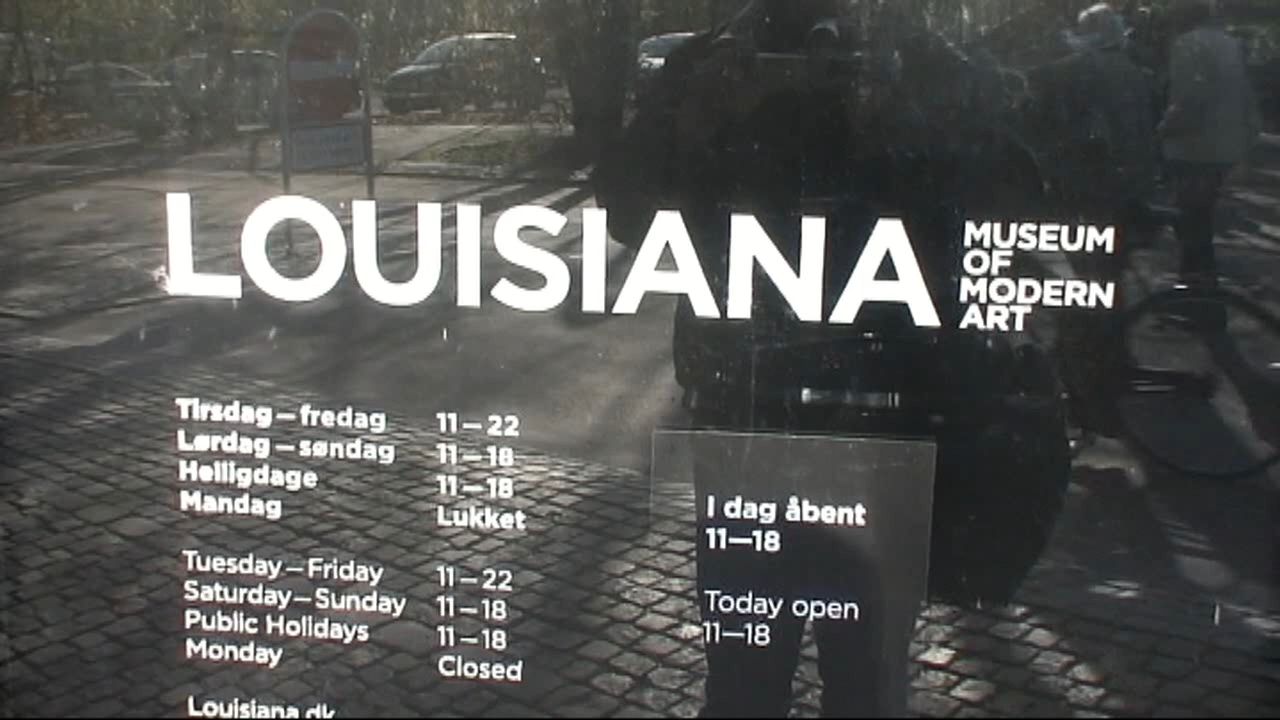 LOUISIANA
MUSEUM
OF
MODERN
ART
Tirsdag – fredag 11 – 22
Lørdag – søndag 11 – 18
Helligdage 11 – 18
Mandag Lukket
Tuesday – Friday 11 – 22
Saturday – Sunday 11 – 18
Public Holidays 11 – 18
Monday Closed
Louisiana.dk
I dag åbent
11—18
Today open
11—18